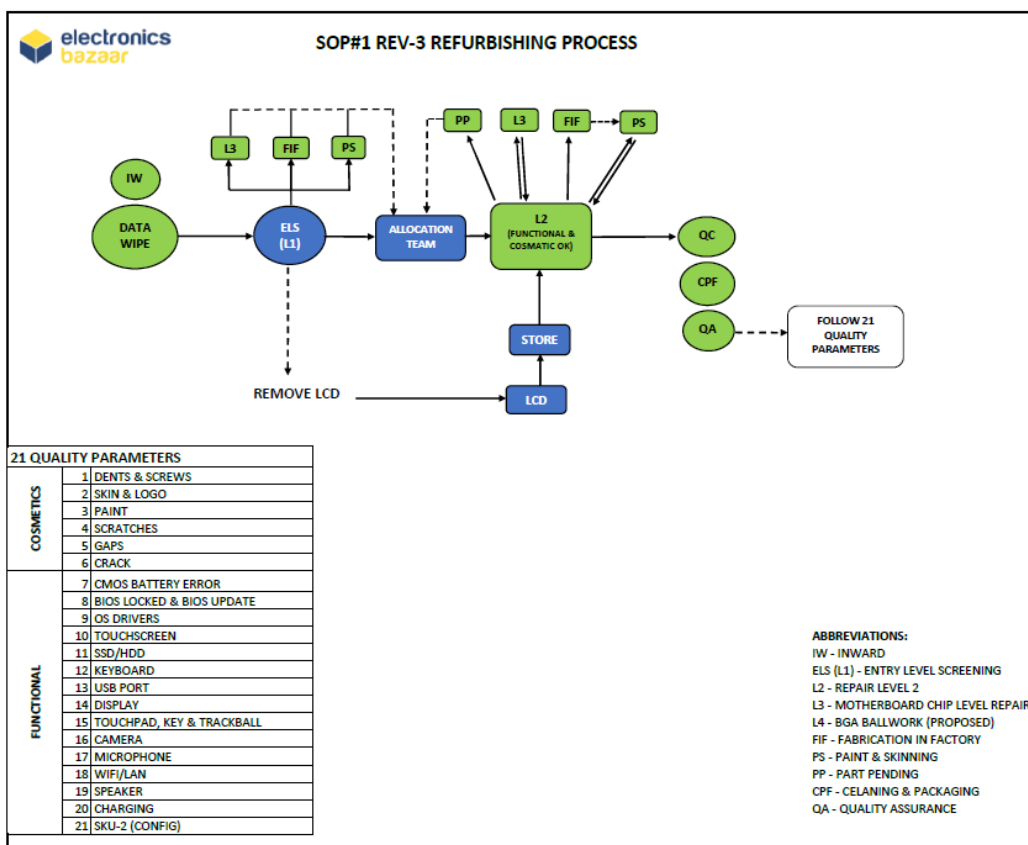 electronics
bazaar
SOP#1 REV-3 REFURBISHING PROCESS
PP
L3
FIF
PS
L3
FIF
PS
IW
DATA
WIPE
ELS
(L1)
ALLOCATION
TEAM
L2
(FUNCTIONAL &
COSMATIC OK)
QC
CPF
QA
FOLLOW 21
QUALITY
PARAMETERS
STORE
REMOVE LCD
LCD
21 QUALITY PARAMETERS
COSMETICS
1 DENTS & SCREWS
2 SKIN & LOGO
3 PAINT
4 SCRATCHES
5 GAPS
6 CRACK
FUNCTIONAL
7 CMOS BATTERY ERROR
8 BIOS LOCKED & BIOS UPDATE
9 OS DRIVERS
10 TOUCHSCREEN
11 SSD/HDD
12 KEYBOARD
13 USB PORT
14 DISPLAY
15 TOUCHPAD, KEY & TRACKBALL
16 CAMERA
17 MICROPHONE
18 WIFI/LAN
19 SPEAKER
20 CHARGING
21 SKU-2 (CONFIG)
ABBREVIATIONS:
IW - INWARD
ELS (L1) - ENTRY LEVEL SCREENING
L2 - REPAIR LEVEL 2
L3 - MOTHERBOARD CHIP LEVEL REPAIR
L4 - BGA BALLWORK (PROPOSED)
FIF - FABRICATION IN FACTORY
PS - PAINT & SKINNING
PP - PART PENDING
CPF - CELANING & PACKAGING
QA - QUALITY ASSURANCE